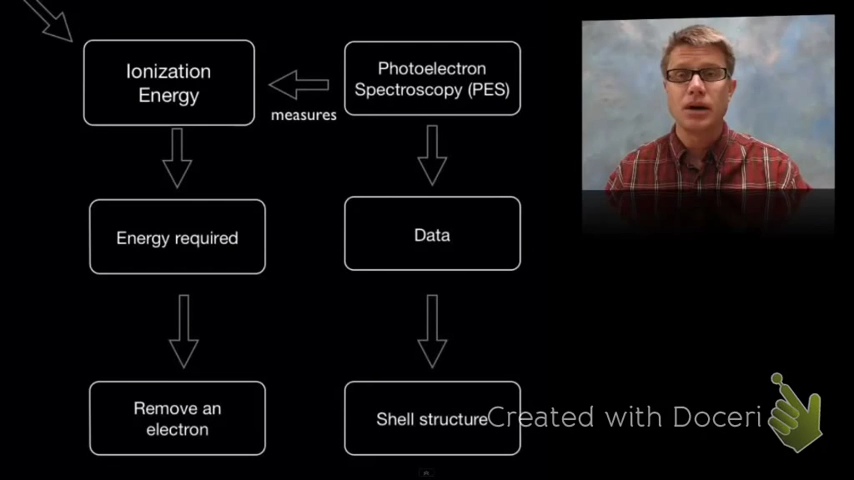 Ionization
Energy
Photoelectron
Spectroscopy (PES)
measures
Energy required
Data
Remove an
electron
Shell structure
Created with Doceri